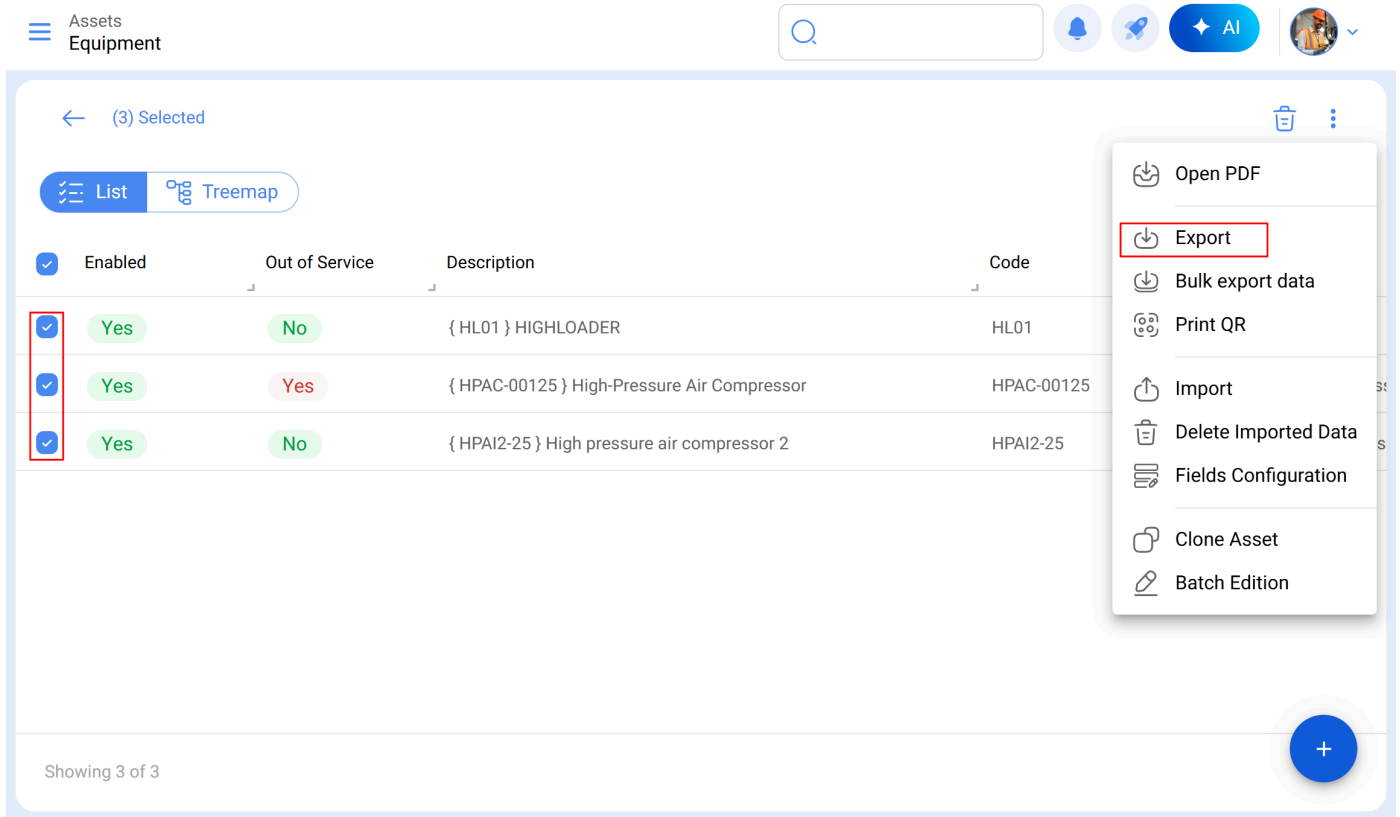 Assets
Equipment
AI
(3) Selected
List
Treemap
Enabled Out of Service Description Code
Yes No { HL01 } HIGHLOADER HL01
Yes Yes { HPAC-00125 } High-Pressure Air Compressor HPAC-00125
Yes No { HPAI2-25 } High pressure air compressor 2 HPAI2-25
Open PDF
Export
Bulk export data
Print QR
Import
Delete Imported Data
Fields Configuration
Clone Asset
Batch Edition
Showing 3 of 3